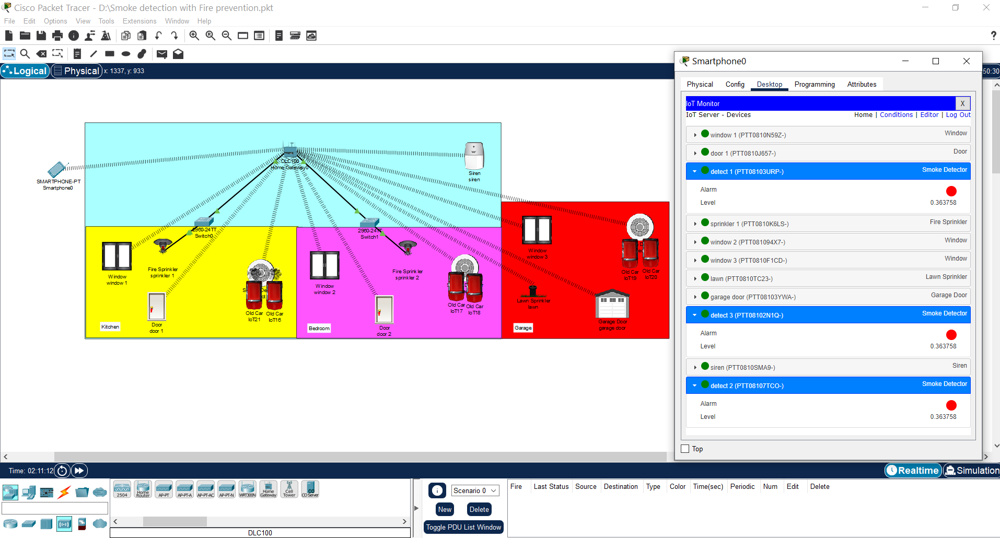 Cisco Packet Tracer - D:\Smoke detection with Fire prevention.pkt
File Edit Options View Tools Extensions Window Help
?
Logical Physical x: 1337, y: 933
50:30
Smartphone0
Physical Config Desktop Programming Attributes
IoT Monitor X
IoT Server - Devices Home | Conditions | Editor | Log Out
window 1 (PTT0810N59Z-) Window
door 1 (PTT0810J657-) Door
detect 1 (PTT08103URP-) Smoke Detector
Alarm
Level 0.363758
sprinkler 1 (PTT0810K6LS-) Fire Sprinkler
window 2 (PTT081094X7-) Window
window 3 (PTT0810F1CD-) Window
lawn (PTT0810TC23-) Lawn Sprinkler
garage door (PTT08103YWA-) Garage Door
detect 3 (PTT08102N1Q-) Smoke Detector
Alarm
Level 0.363758
siren (PTT0810SMA9-) Siren
detect 2 (PTT08107TCO-) Smoke Detector
Alarm
Level 0.363758
Top
SMARTPHONE-PT
Smartphone0
DLC100
Home Gateway0
Siren
siren
2960-24TT
Switch0
2960-24TT
Switch1
Window
window 1
Fire Sprinkler
sprinkler 1
Door
door 1
Old Car
IoT21
Old Car
IoT16
Kitchen
Window
window 2
Fire Sprinkler
sprinkler 2
Door
door 2
Old Car
IoT17
Old Car
IoT18
Bedroom
Window
window 3
Old Car
IoT19
Old Car
IoT20
Lawn Sprinkler
lawn
Garage Door
garage door
Garage
Time: 02:11:12
Realtime Simulation
2504 Home Router AP-PT AP-PT-A AP-PT-AC AP-PT-N WRT300N Home Gateway Cell Tower CO Server
DLC100
Scenario 0
New Delete
Toggle PDU List Window
Fire Last Status Source Destination Type Color Time(sec) Periodic Num Edit Delete